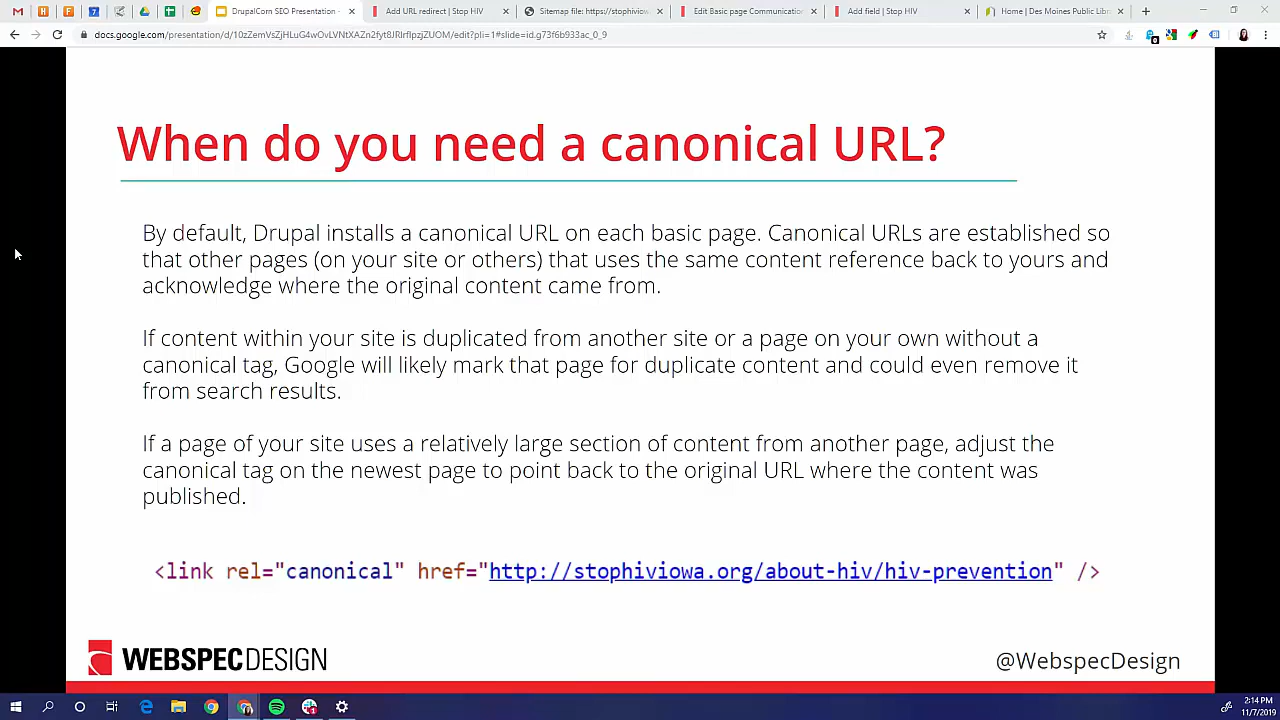 DrupalCorn SEO Presentation -
Add URL redirect | Stop HIV
Sitemap file: https://stophiviov
Edit Basic page Communication
Add field | Stop HIV
Home | Des Moines Public Libr
docs.google.com/presentation/d/10zZemVsZjHLuG4wOvLVNtXAZn2fyt8JRIrflpzjZUOM/edit?pli=1#slide=id.g73f6b933ac_0_9
When do you need a canonical URL?
By default, Drupal installs a canonical URL on each basic page. Canonical URLs are established so
that other pages (on your site or others) that uses the same content reference back to yours and
acknowledge where the original content came from.
If content within your site is duplicated from another site or a page on your own without a
canonical tag, Google will likely mark that page for duplicate content and could even remove it
from search results.
If a page of your site uses a relatively large section of content from another page, adjust the
canonical tag on the newest page to point back to the original URL where the content was
published.
<link rel="canonical" href="http://stophiviowa.org/about-hiv/hiv-prevention" />
WEBSPECDESIGN
@WebspecDesign
2:14 PM
11/7/2019